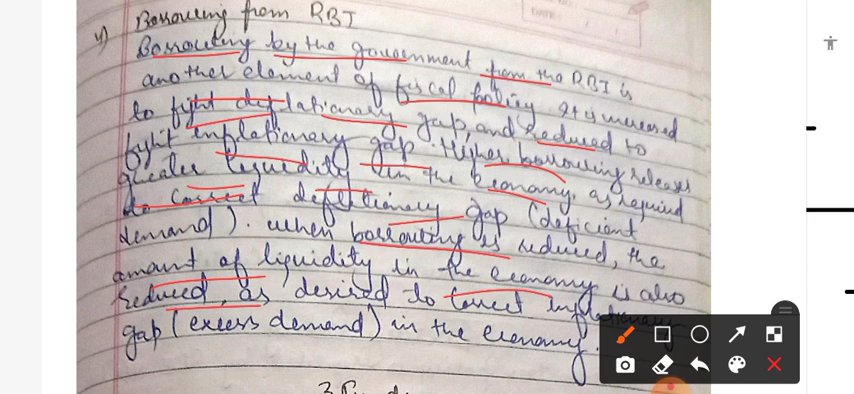 4) Borrowing from RBI
Borrowing by the government from the RBI is
another element of fiscal policy. It is increased
to fight deflationary gap, and reduced to
fight inflationary gap. Higher borrowing releases
greater liquidity in the economy, as required
to correct deflationary gap (deficient
demand). when borrowing is reduced, the
amount of liquidity in the economy is also
reduced, as desired to correct inflationary
gap (excess demand) in the economy.
DATE: